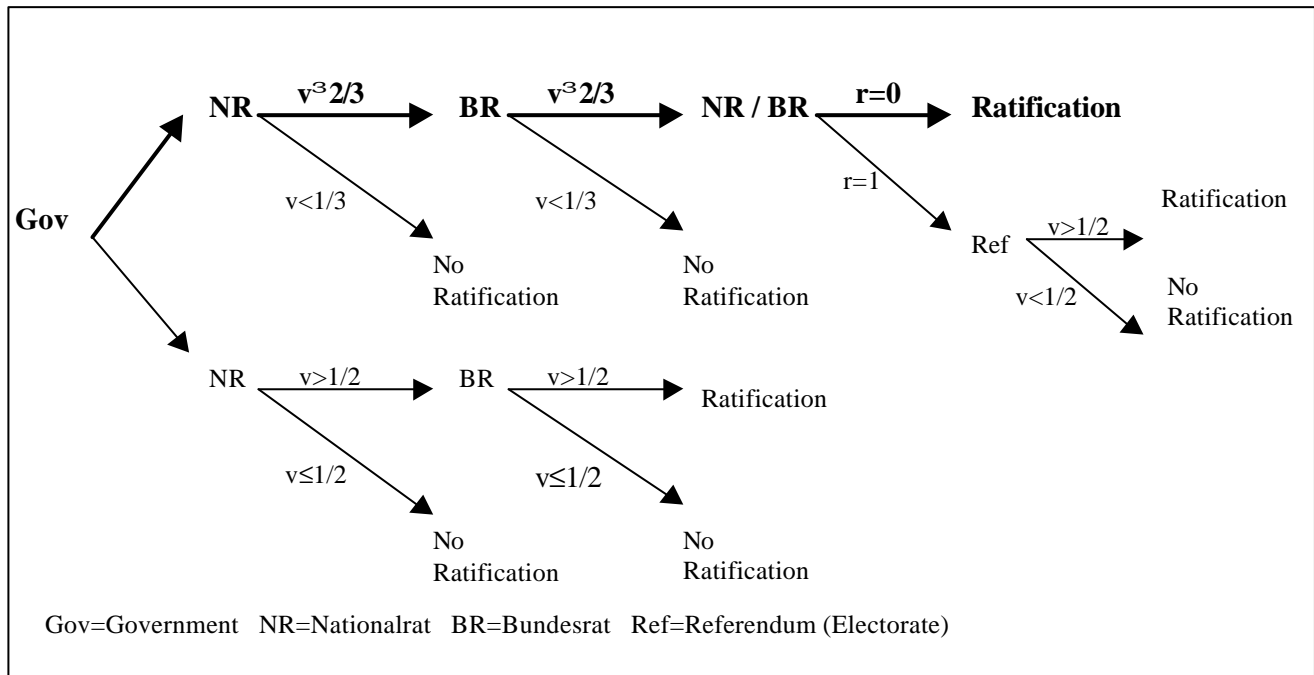 NR v³2/3 BR v³2/3 NR / BR r=0 Ratification
v<1/3 v<1/3 r=1
Gov
Ratification
Ref v>1/2
No
Ratification
No
Ratification
v<1/2
No
Ratification
NR v>1/2 BR v>1/2
Ratification
v≤1/2 v≤1/2
No
Ratification
No
Ratification
Gov=Government NR=Nationalrat BR=Bundesrat Ref=Referendum (Electorate)